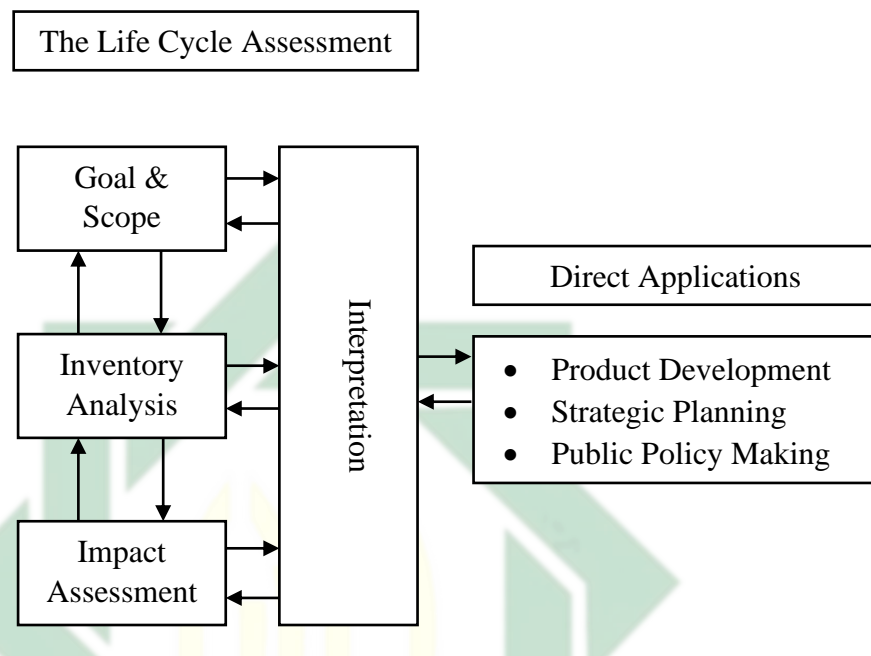 The Life Cycle Assessment
Goal &
Scope
Inventory
Analysis
Impact
Assessment
Interpretation
Direct Applications
• Product Development
• Strategic Planning
• Public Policy Making